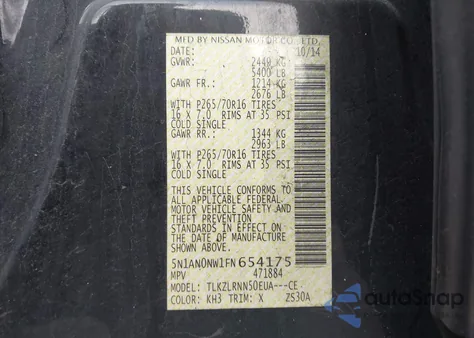 MFD BY NISSAN MOTOR CO., LTD.
DATE: 10/14
GVWR: 2448 KG
5400 LB
GAWR FR.: 1214 KG
2676 LB
WITH P265/70R16 TIRES
16 X 7.0 RIMS AT 35 PSI
COLD SINGLE
GAWR RR.: 1344 KG
2963 LB
WITH P265/70R16 TIRES
16 X 7.0 RIMS AT 35 PSI
COLD SINGLE
THIS VEHICLE CONFORMS TO
ALL APPLICABLE FEDERAL
MOTOR VEHICLE SAFETY AND
THEFT PREVENTION
STANDARDS IN EFFECT ON THE
DATE OF MANUFACTURE
SHOWN ABOVE.
5N1AN0NW1FN654175
MPV 471884
MODEL: TLKZLRNN50EUA---CE
COLOR: KH3 TRIM: X ZS30A
autoSnap